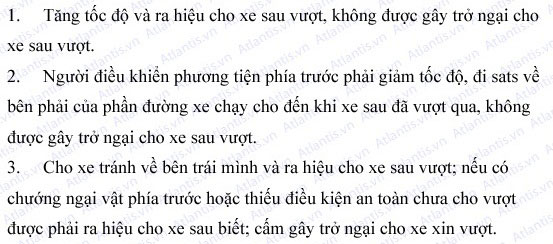 1. Tăng tốc độ và ra hiệu cho xe sau vượt, không được gây trở ngại cho
xe sau vượt.
2. Người điều khiển phương tiện phía trước phải giảm tốc độ, đi sats về
bên phải của phần đường xe chạy cho đến khi xe sau đã vượt qua, không
được gây trở ngại cho xe sau vượt.
3. Cho xe tránh về bên trái mình và ra hiệu cho xe sau vượt; nếu có
chướng ngại vật phía trước hoặc thiếu điều kiện an toàn chưa cho vượt
được phải ra hiệu cho xe sau biết; cấm gây trở ngại cho xe xin vượt.